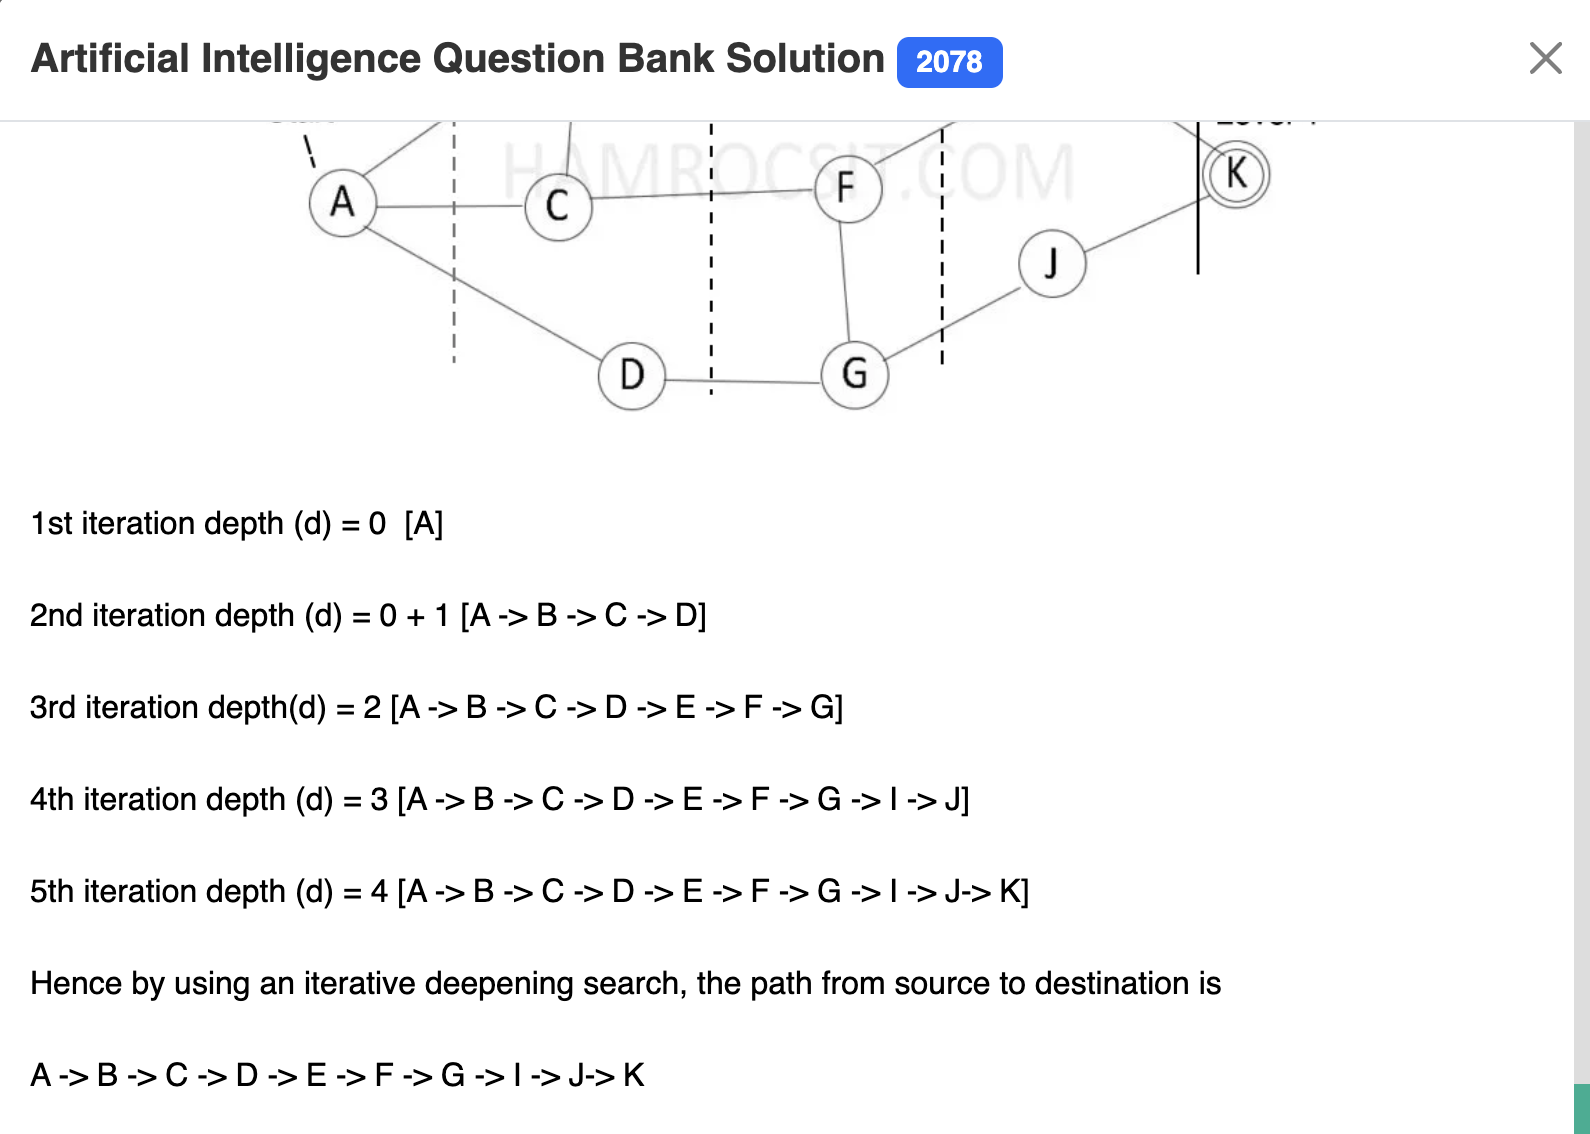 Artificial Intelligence Question Bank Solution 2078
HAMROCSIT.COM
K
F
A
C
J
D
G
1st iteration depth (d) = 0 [A]
2nd iteration depth (d) = 0 + 1 [A -> B -> C -> D]
3rd iteration depth(d) = 2 [A -> B -> C -> D -> E -> F -> G]
4th iteration depth (d) = 3 [A -> B -> C -> D -> E -> F -> G -> I -> J]
5th iteration depth (d) = 4 [A -> B -> C -> D -> E -> F -> G -> I -> J-> K]
Hence by using an iterative deepening search, the path from source to destination is
A -> B -> C -> D -> E -> F -> G -> I -> J-> K